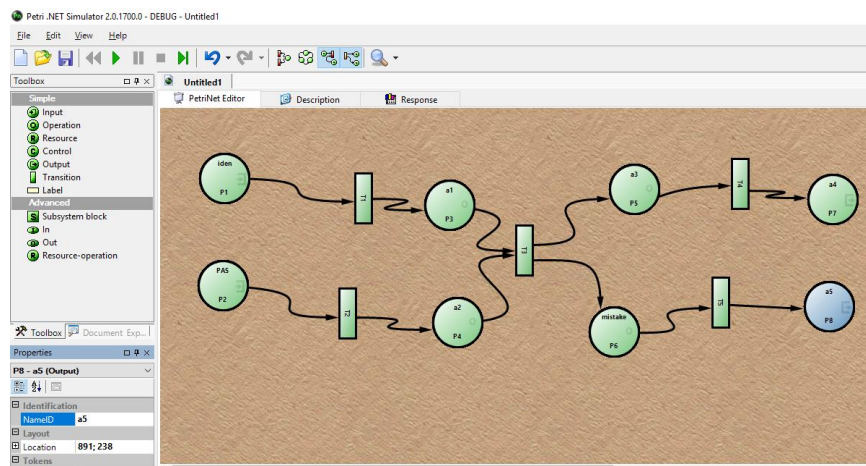 Petri .NET Simulator 2.0.1700.0 - DEBUG - Untitled1
File Edit View Help
Toolbox
Untitled1
PetriNet Editor Description Response
Simple
Input
Operation
Resource
Control
Output
Transition
Label
Advanced
Subsystem block
In
Out
Resource-operation
iden
P1
T1
a1
P3
PAS
P2
T2
a2
P4
T3
a3
P5
T4
a4
P7
mistake
P6
T5
a5
P8
Toolbox Document Exp...
Properties
P8 - a5 (Output)
Identification
NameID a5
Layout
Location 891; 238
Tokens